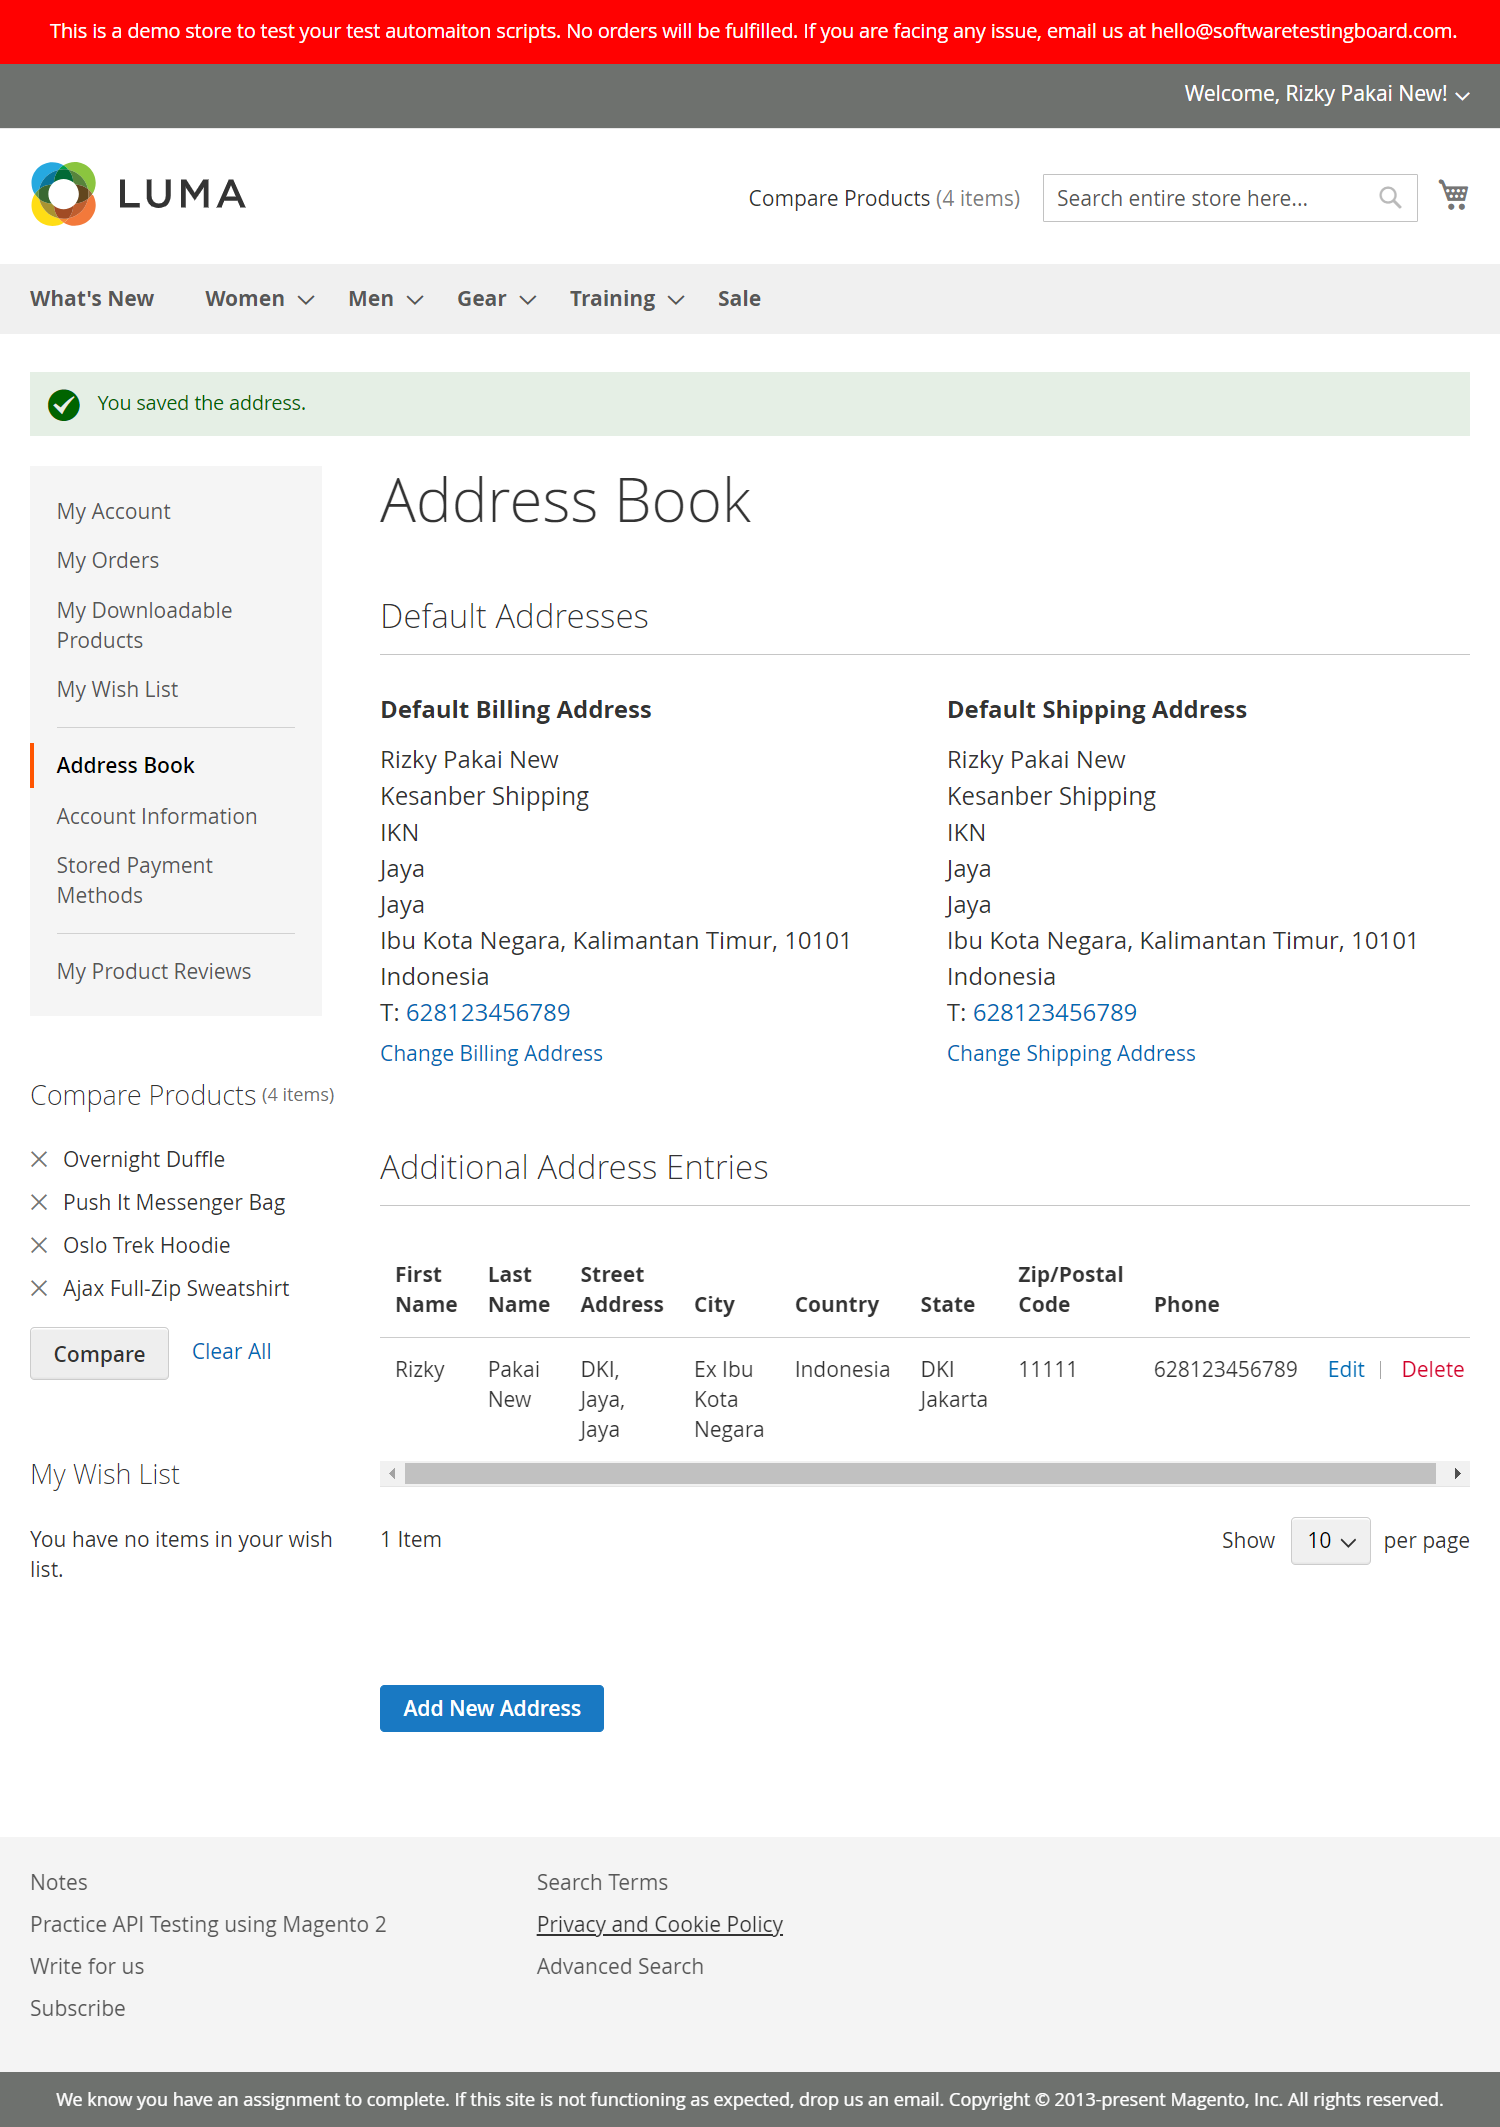 This is a demo store to test your test automaiton scripts. No orders will be fulfilled. If you are facing any issue, email us at hello@softwaretestingboard.com.
Welcome, Rizky Pakai New!
LUMA
Compare Products (4 items)
Search entire store here...
What's New
Women
Men
Gear
Training
Sale
You saved the address.
My Account
My Orders
My Downloadable
Products
My Wish List
Address Book
Account Information
Stored Payment
Methods
My Product Reviews
Compare Products (4 items)
Overnight Duffle
Push It Messenger Bag
Oslo Trek Hoodie
Ajax Full-Zip Sweatshirt
Compare
Clear All
My Wish List
You have no items in your wish
list.
Address Book
Default Addresses
Default Billing Address
Rizky Pakai New
Kesanber Shipping
IKN
Jaya
Jaya
Ibu Kota Negara, Kalimantan Timur, 10101
Indonesia
T: 628123456789
Change Billing Address
Default Shipping Address
Rizky Pakai New
Kesanber Shipping
IKN
Jaya
Jaya
Ibu Kota Negara, Kalimantan Timur, 10101
Indonesia
T: 628123456789
Change Shipping Address
Additional Address Entries
First Name
Last Name
Street Address
City
Country
State
Zip/Postal Code
Phone
Rizky
Pakai New
DKI, Jaya, Jaya
Ex Ibu Kota Negara
Indonesia
DKI Jakarta
11111
628123456789
Edit
Delete
1 Item
Show 10 per page
Add New Address
Notes
Practice API Testing using Magento 2
Write for us
Subscribe
Search Terms
Privacy and Cookie Policy
Advanced Search
We know you have an assignment to complete. If this site is not functioning as expected, drop us an email. Copyright © 2013-present Magento, Inc. All rights reserved.